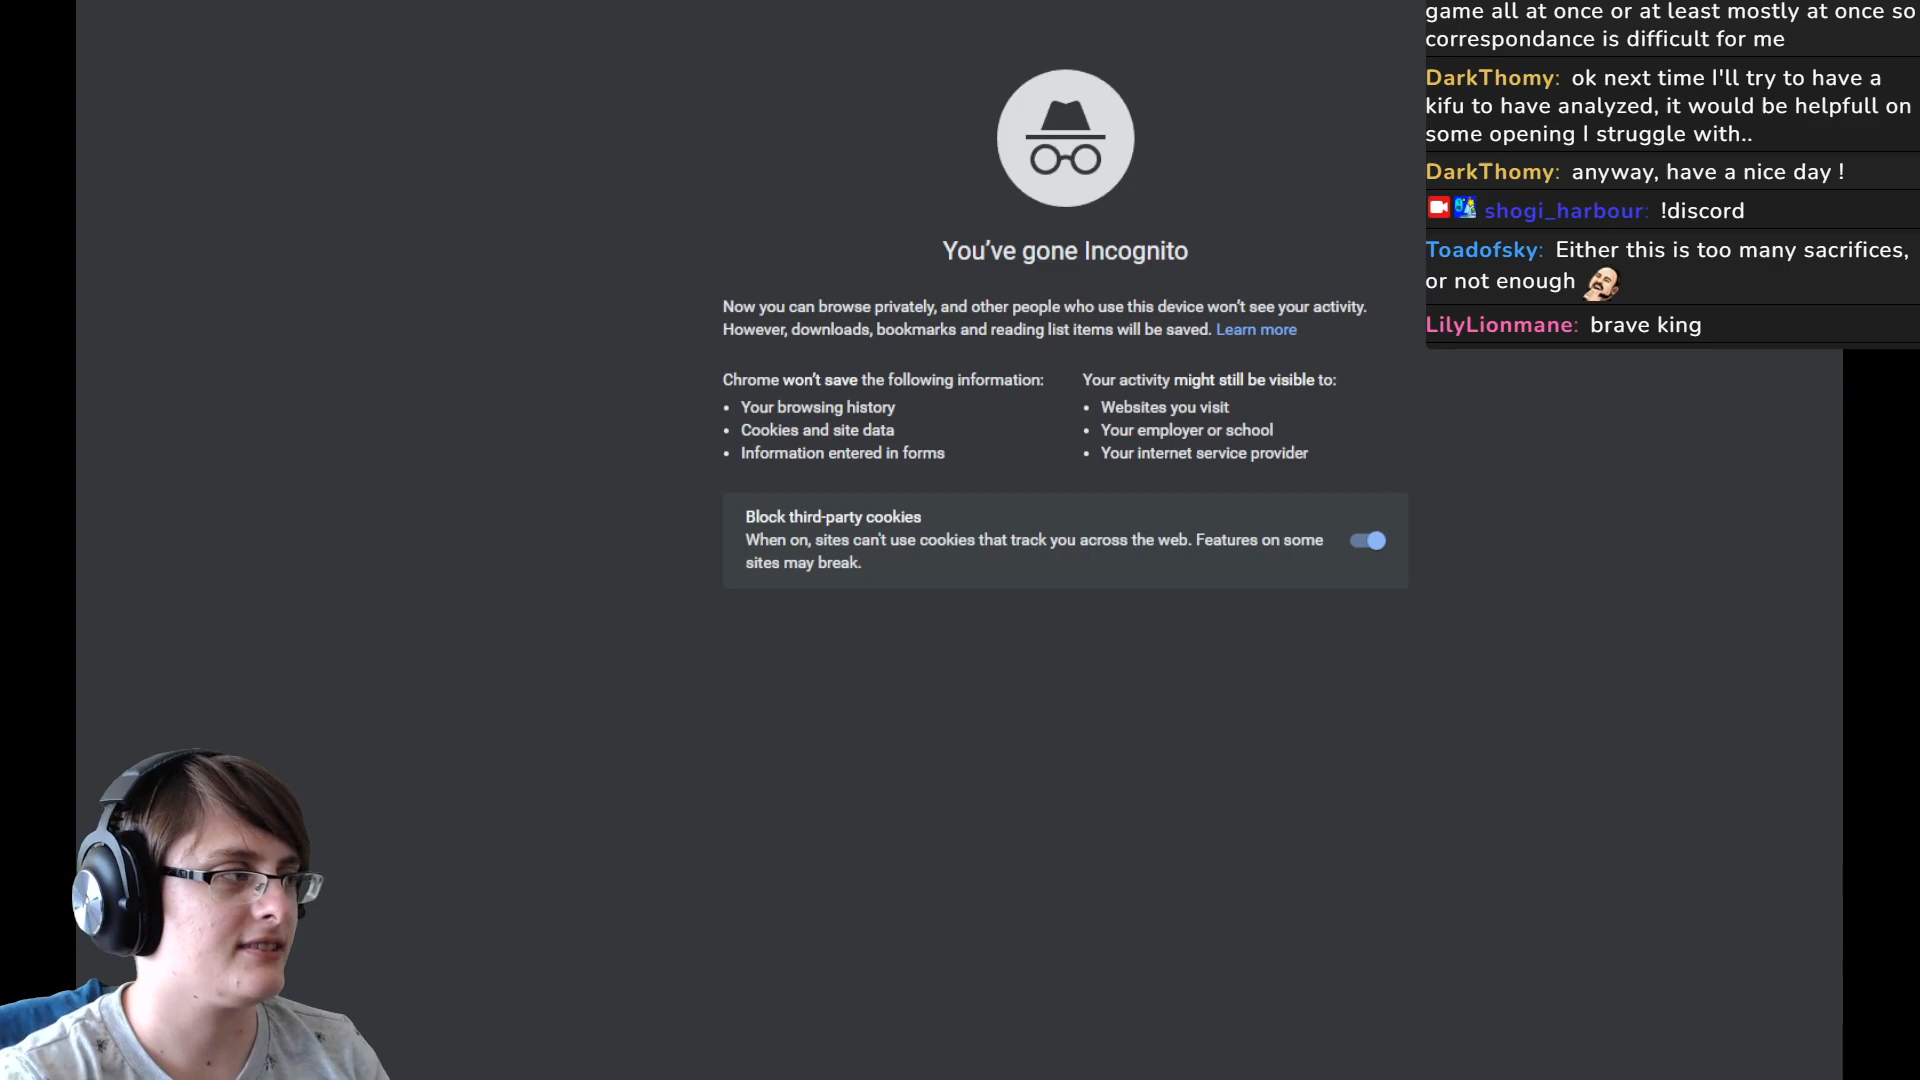 You've gone Incognito
Now you can browse privately, and other people who use this device won't see your activity.
However, downloads, bookmarks and reading list items will be saved. Learn more
Chrome won't save the following information:
• Your browsing history
• Cookies and site data
• Information entered in forms
Your activity might still be visible to:
• Websites you visit
• Your employer or school
• Your internet service provider
Block third-party cookies
When on, sites can't use cookies that track you across the web. Features on some
sites may break.
game all at once or at least mostly at once so
correspondance is difficult for me
DarkThomy: ok next time I'll try to have a
kifu to have analyzed, it would be helpfull on
some opening I struggle with..
DarkThomy: anyway, have a nice day !
shogi_harbour: !discord
Toadofsky: Either this is too many sacrifices,
or not enough
LilyLionmane: brave king